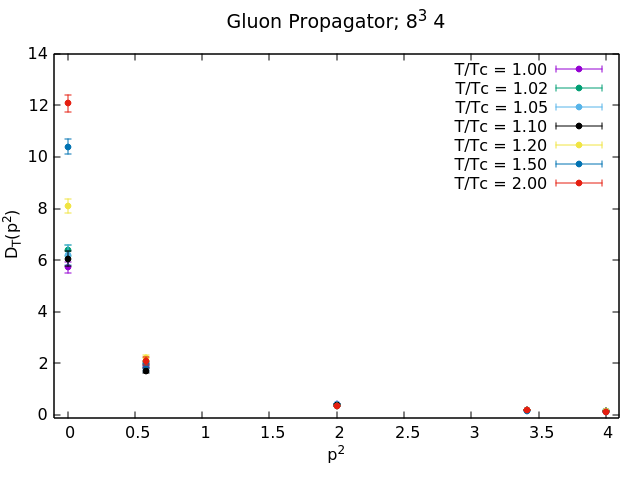 Gluon Propagator; 8³ 4
14
12
10
8
6
4
2
0
D_T(p²)
T/Tc = 1.00
T/Tc = 1.02
T/Tc = 1.05
T/Tc = 1.10
T/Tc = 1.20
T/Tc = 1.50
T/Tc = 2.00
0 0.5 1 1.5 2 2.5 3 3.5 4
p²